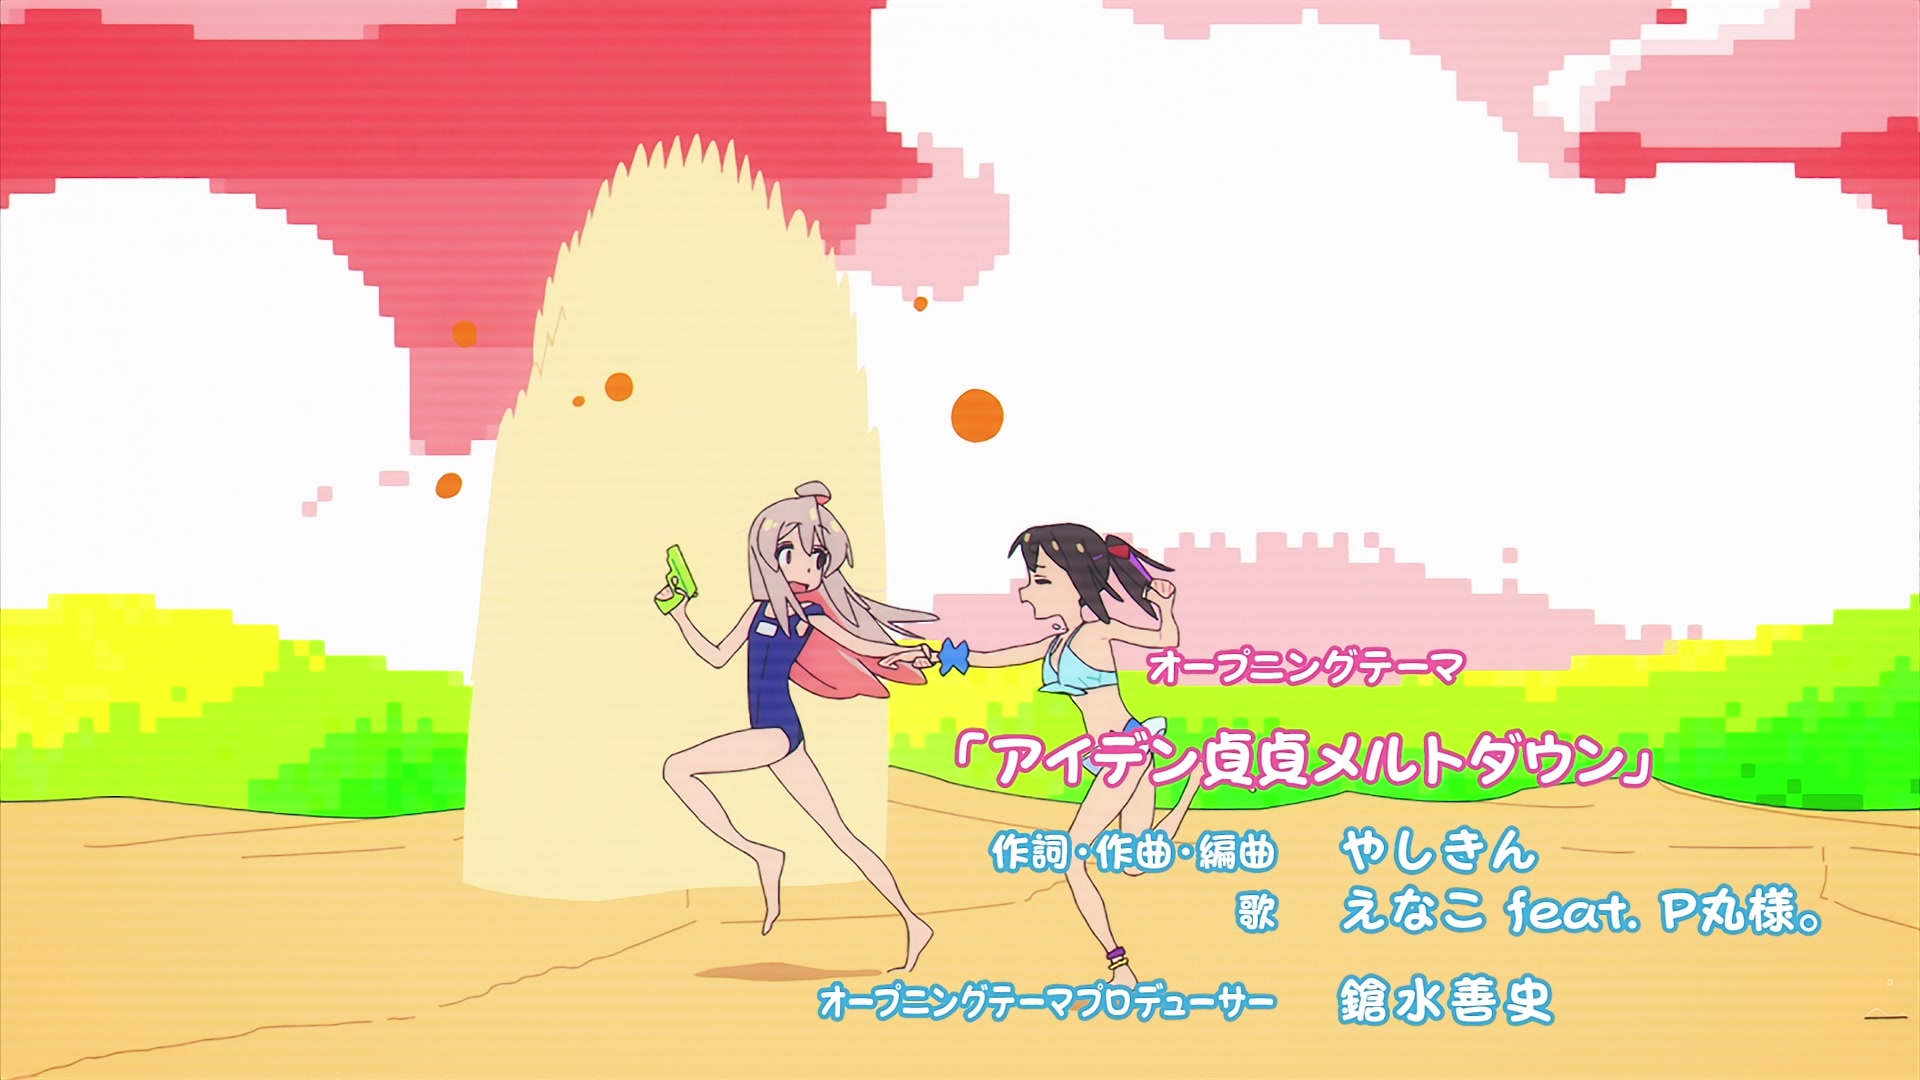 オープニングテーマ
「アイデン貞貞メルトダウン」
作詞・作曲・編曲 やしきん
歌 えなこ feat. P丸様。
オープニングテーマプロデューサー 鎗水善史